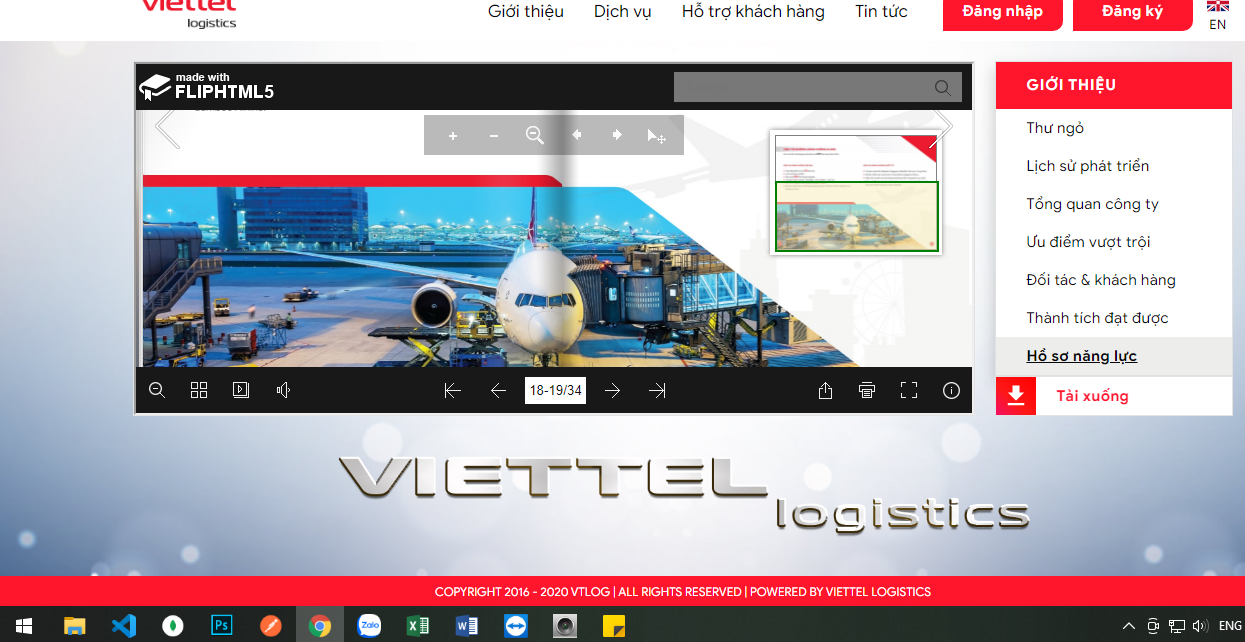 viettel
logistics
Giới thiệu
Dịch vụ
Hỗ trợ khách hàng
Tin tức
Đăng nhập
Đăng ký
EN
made with
FLIPHTML5
18-19/34
GIỚI THIỆU
Thư ngỏ
Lịch sử phát triển
Tổng quan công ty
Ưu điểm vượt trội
Đối tác & khách hàng
Thành tích đạt được
Hồ sơ năng lực
Tải xuống
VIETTEL
logistics
COPYRIGHT 2016 - 2020 VTLOG | ALL RIGHTS RESERVED | POWERED BY VIETTEL LOGISTICS
Ps
Zalo
ENG